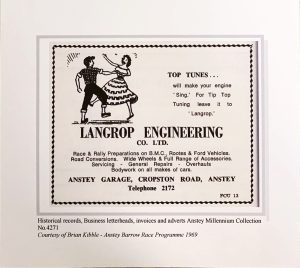 TOP TUNES...
will make your engine
'Sing.' For Tip Top
Tuning leave it to
'Langrop.'
LANGROP ENGINEERING
CO. LTD.
Race & Rally Preparations on B.M.C., Rootes & Ford Vehicles.
Road Conversions. Wide Wheels & Full Range of Accessories.
Servicing - General Repairs - Overhauls
Bodywork on all makes of cars.
ANSTEY GARAGE, CROPSTON ROAD, ANSTEY
Telephone 2172
PCU 13
Historical records, Business letterheads, invoices and adverts Anstey Millennium Collection
No.4271
Courtesy of Brian Kibble - Anstey Barrow Race Programme 1969